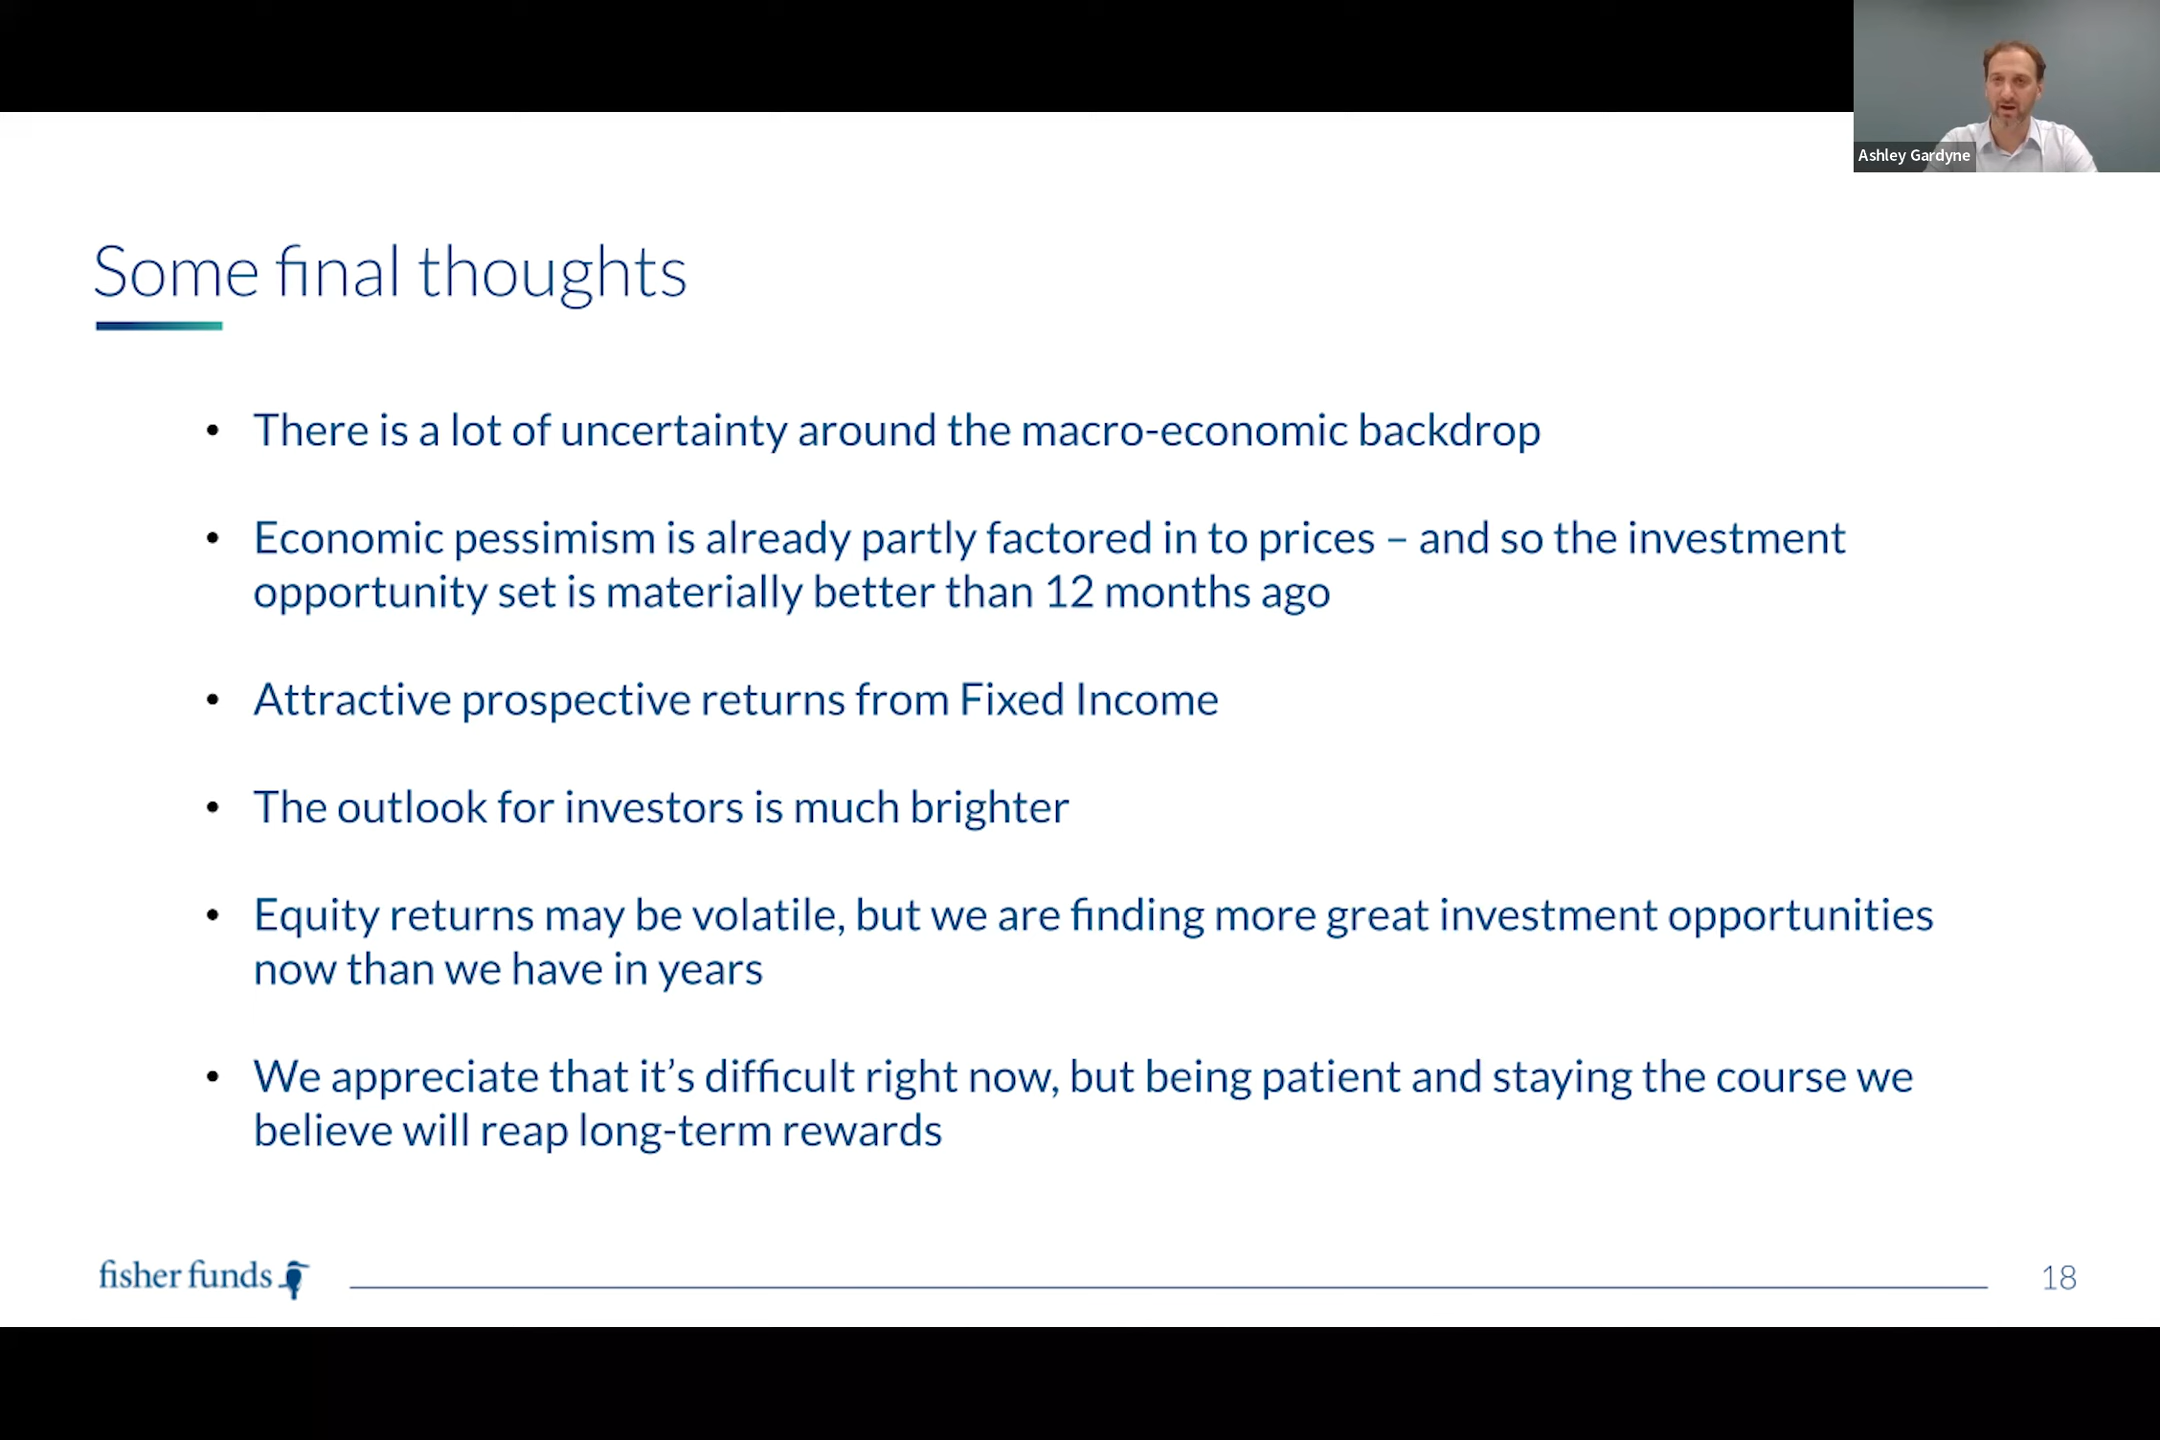 Ashley Gardyne
Some final thoughts
• There is a lot of uncertainty around the macro-economic backdrop
• Economic pessimism is already partly factored in to prices – and so the investment
opportunity set is materially better than 12 months ago
• Attractive prospective returns from Fixed Income
• The outlook for investors is much brighter
• Equity returns may be volatile, but we are finding more great investment opportunities
now than we have in years
• We appreciate that it’s difficult right now, but being patient and staying the course we
believe will reap long-term rewards
fisher funds
18